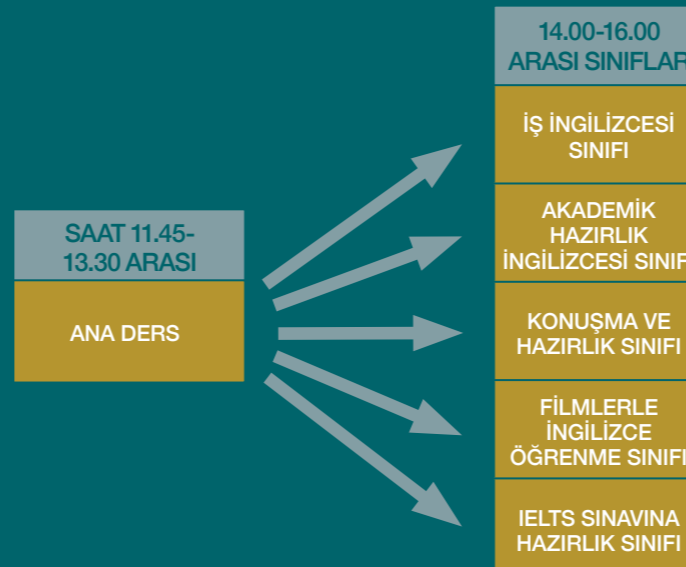 SAAT 11.45-
13.30 ARASI
ANA DERS
14.00-16.00
ARASI SINIFLAR
İŞ İNGİLİZCESİ
SINIFI
AKADEMİK
HAZIRLIK
İNGİLİZCESİ SINIF
KONUŞMA VE
HAZIRLIK SINIFI
FİLMLERLE
İNGİLİZCE
ÖĞRENME SINIFI
IELTS SINAVINA
HAZIRLIK SINIFI